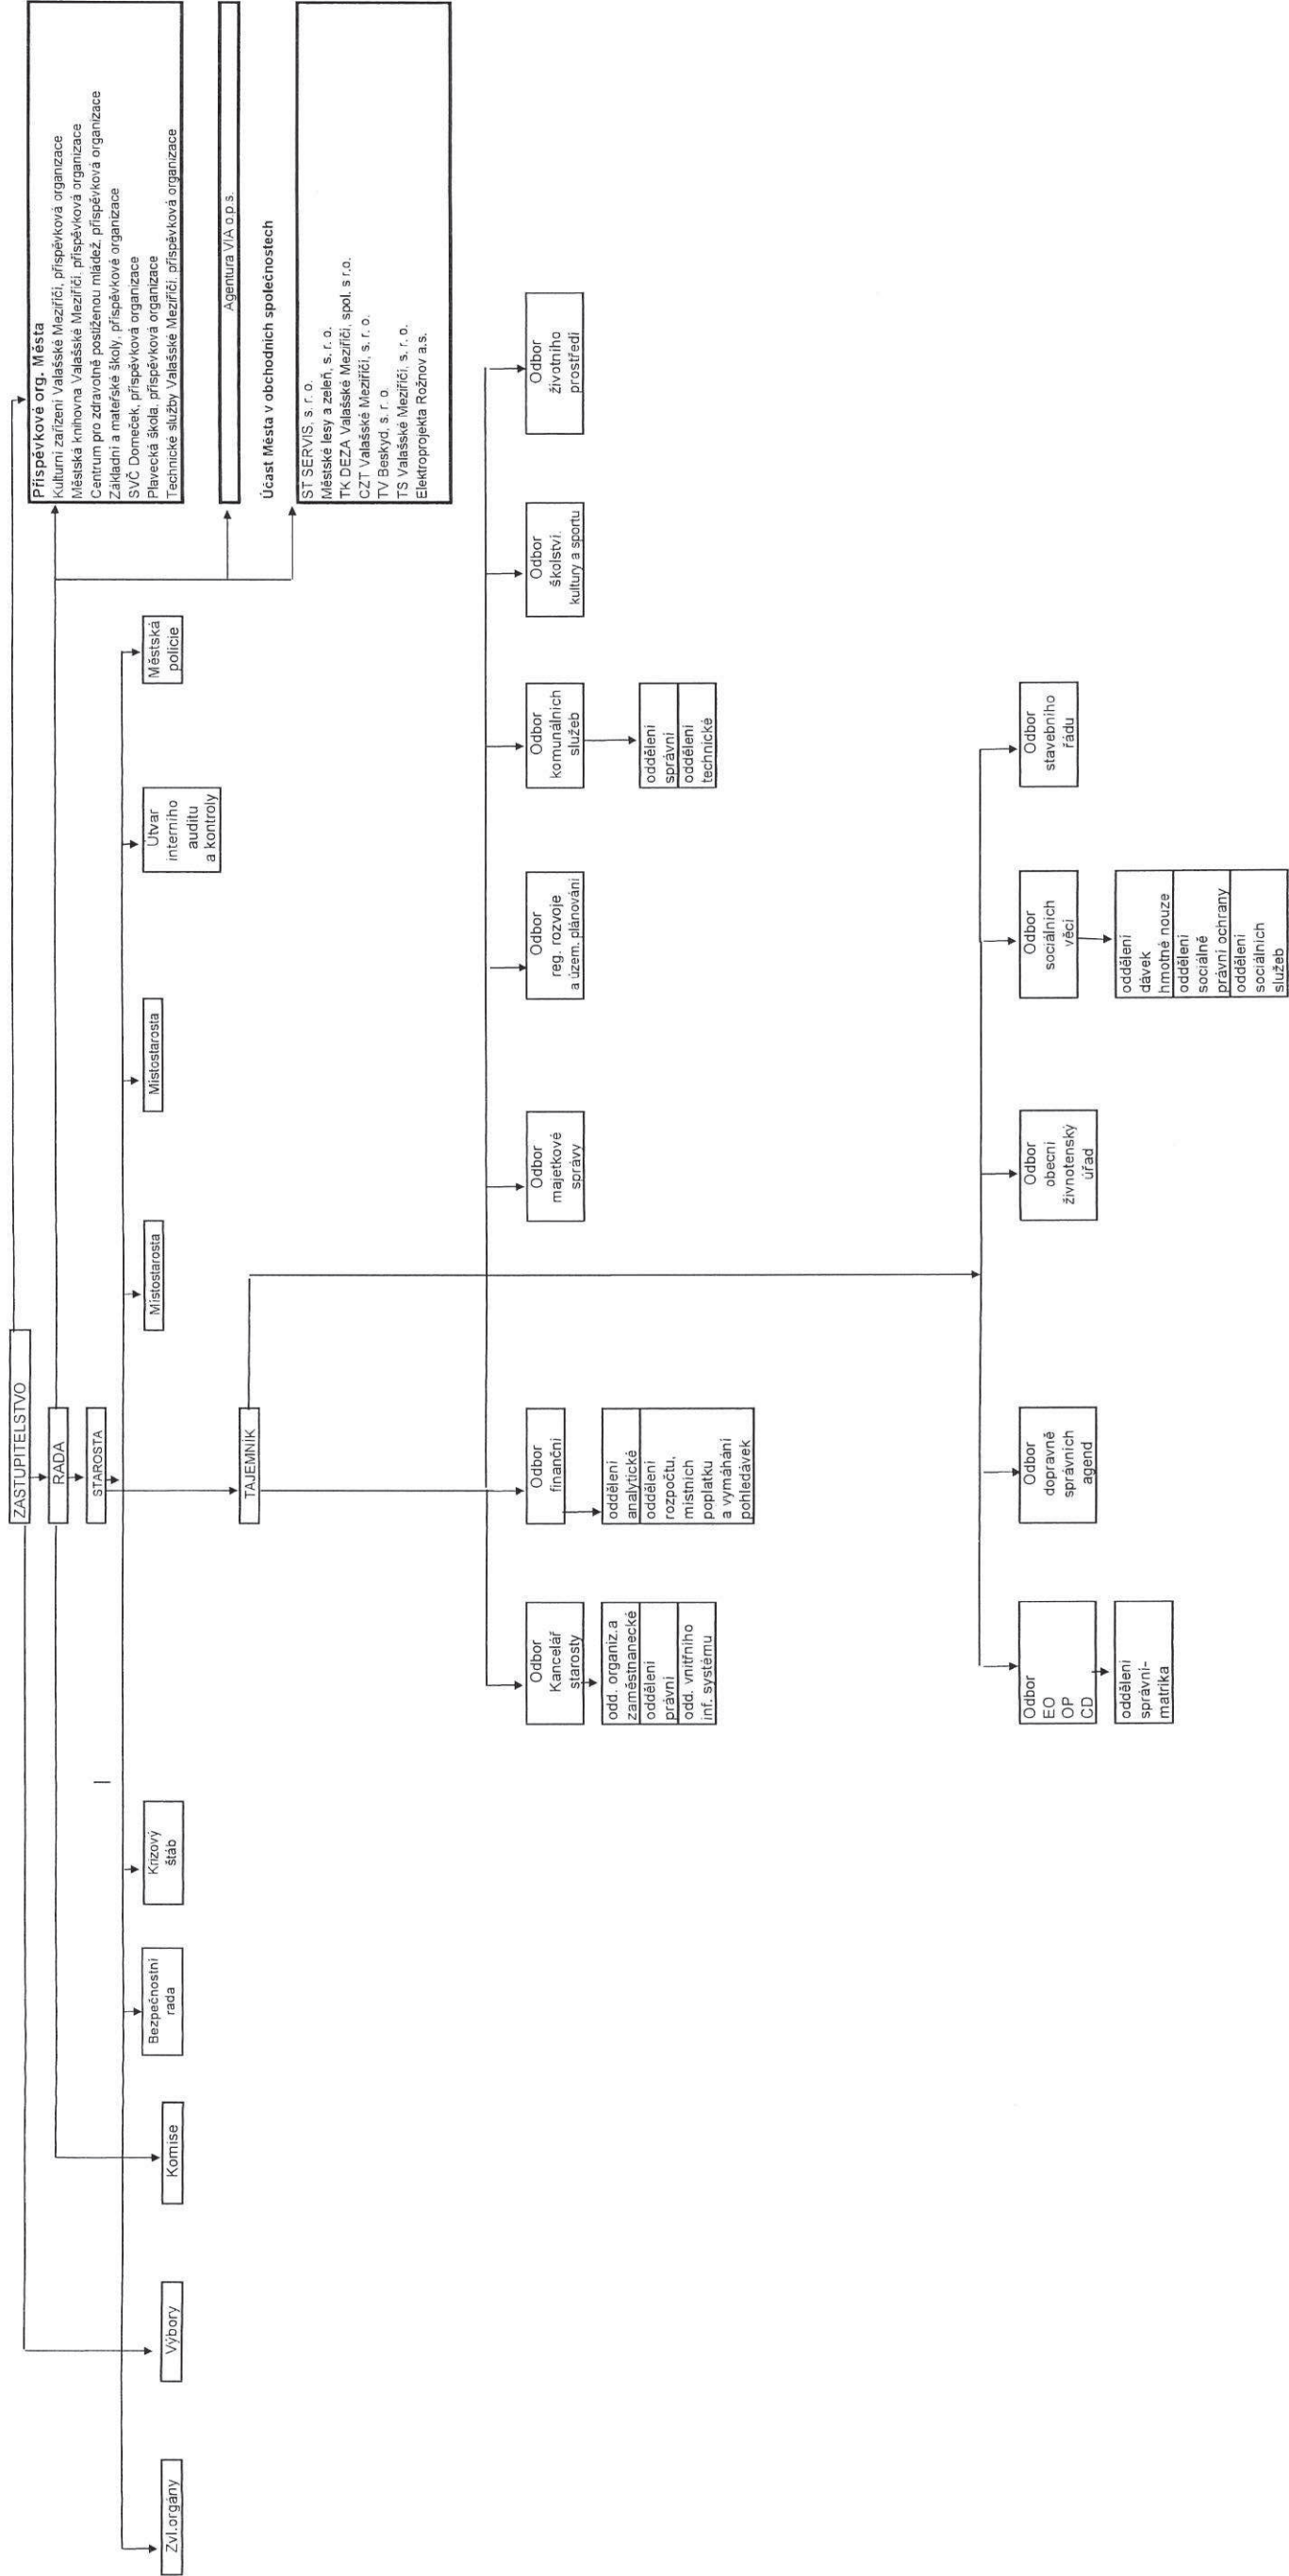 ZASTUPITELSTVO
RADA
STAROSTA
Příspěvkové org. Města
Kulturní zařízení Valašské Meziříčí, příspěvková organizace
Městská knihovna Valašské Meziříčí, příspěvková organizace
Centrum pro zdravotně postiženou mládež, příspěvková organizace
Základní a mateřské školy, příspěvkové organizace
SVČ Domeček, příspěvková organizace
Plavecká škola, příspěvková organizace
Technické služby Valašské Meziříčí, příspěvková organizace
Zvl.orgány
Výbory
Komise
Bezpečnostní
rada
Krizový
štáb
Místostarosta
Místostarosta
Útvar
interního
auditu
a kontroly
Městská
policie
Agentura VIA o.p.s.
TAJEMNÍK
Účast Města v obchodních společnostech
ST SERVIS, s. r. o.
Městské lesy a zeleň, s. r. o.
TK DEZA Valašské Meziříčí, spol. s r.o.
CZT Valašské Meziříčí, s. r. o.
TV Beskyd, s. r. o.
TS Valašské Meziříčí, s. r. o.
Elektroprojekta Rožnov a.s.
Odbor
Kancelář
starosty
odd. organiz.a
zaměstnanecké
oddělení
právní
odd. vnitřního
inf. systému
Odbor
finanční
oddělení
analytické
oddělení
rozpočtu,
místních
poplatku
a vymáhání
pohledávek
Odbor
majetkové
správy
Odbor
reg. rozvoje
a územ. plánování
Odbor
komunálních
služeb
oddělení
správní
oddělení
technické
Odbor
školství.
kultury a sportu
Odbor
životního
prostředí
Odbor
EO
OP
CD
oddělení
správní-
matrika
Odbor
dopravně
správních
agend
Odbor
obecní
živnotenský
úřad
Odbor
sociálních
věcí
oddělení
dávek
hmotné nouze
oddělení
sociálně
právní ochrany
oddělení
sociálních
služeb
Odbor
stavebního
řádu